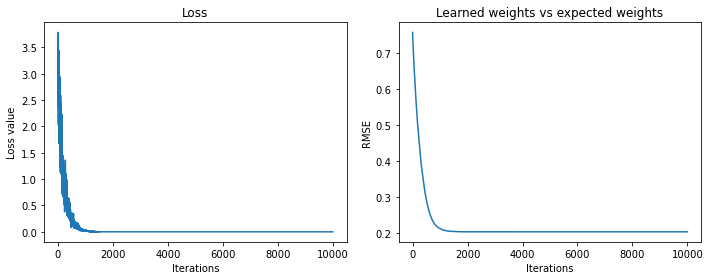 Loss
Loss value
3.5
3.0
2.5
2.0
1.5
1.0
0.5
0.0
0 2000 4000 6000 8000 10000
Iterations
Learned weights vs expected weights
RMSE
0.7
0.6
0.5
0.4
0.3
0.2
0 2000 4000 6000 8000 10000
Iterations